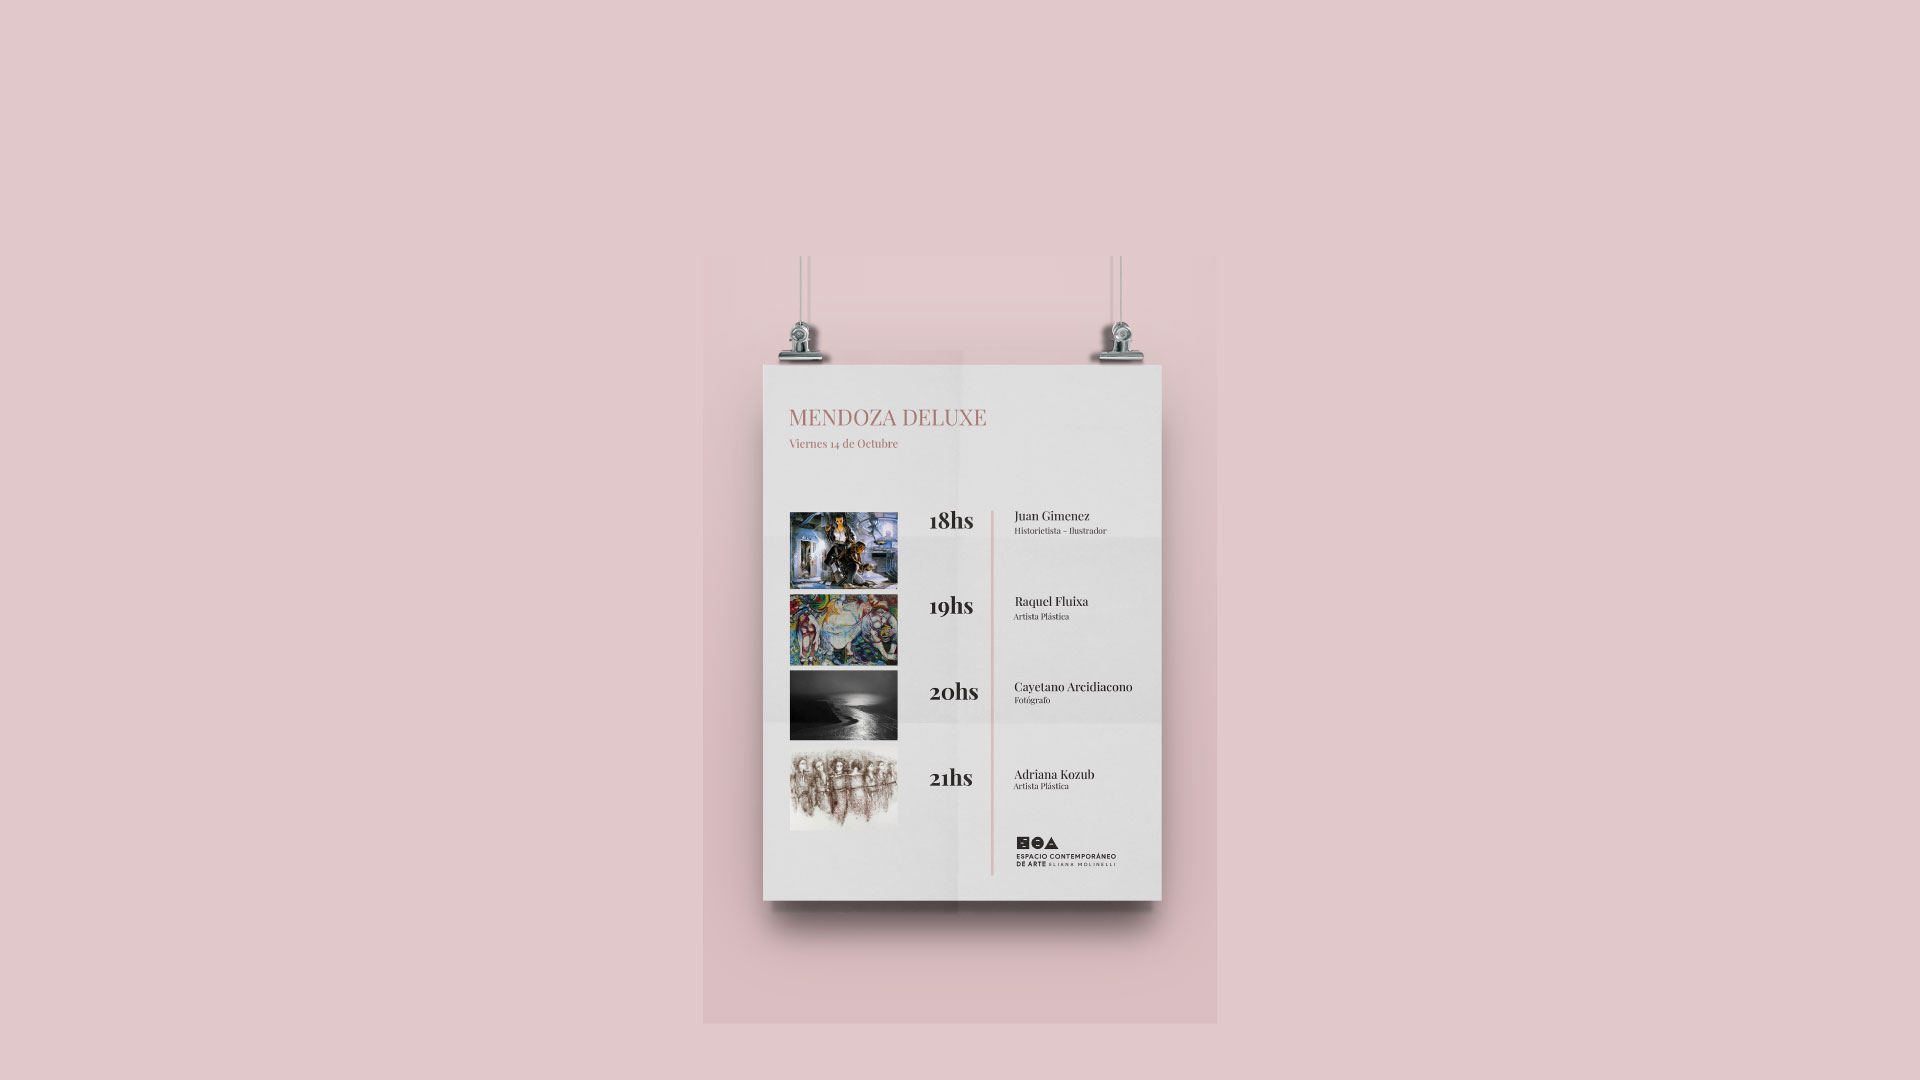 MENDOZA DELUXE
Viernes 14 de Octubre
18hs
Juan Gimenez
Historietista - Ilustrador
19hs
Raquel Fluixa
Artista Plástica
20hs
Cayetano Arcidiacono
Fotógrafo
21hs
Adriana Kozub
Artista Plástica
ECA
ESPACIO CONTEMPORÁNEO
DE ARTE ELIANA MOLINELLI